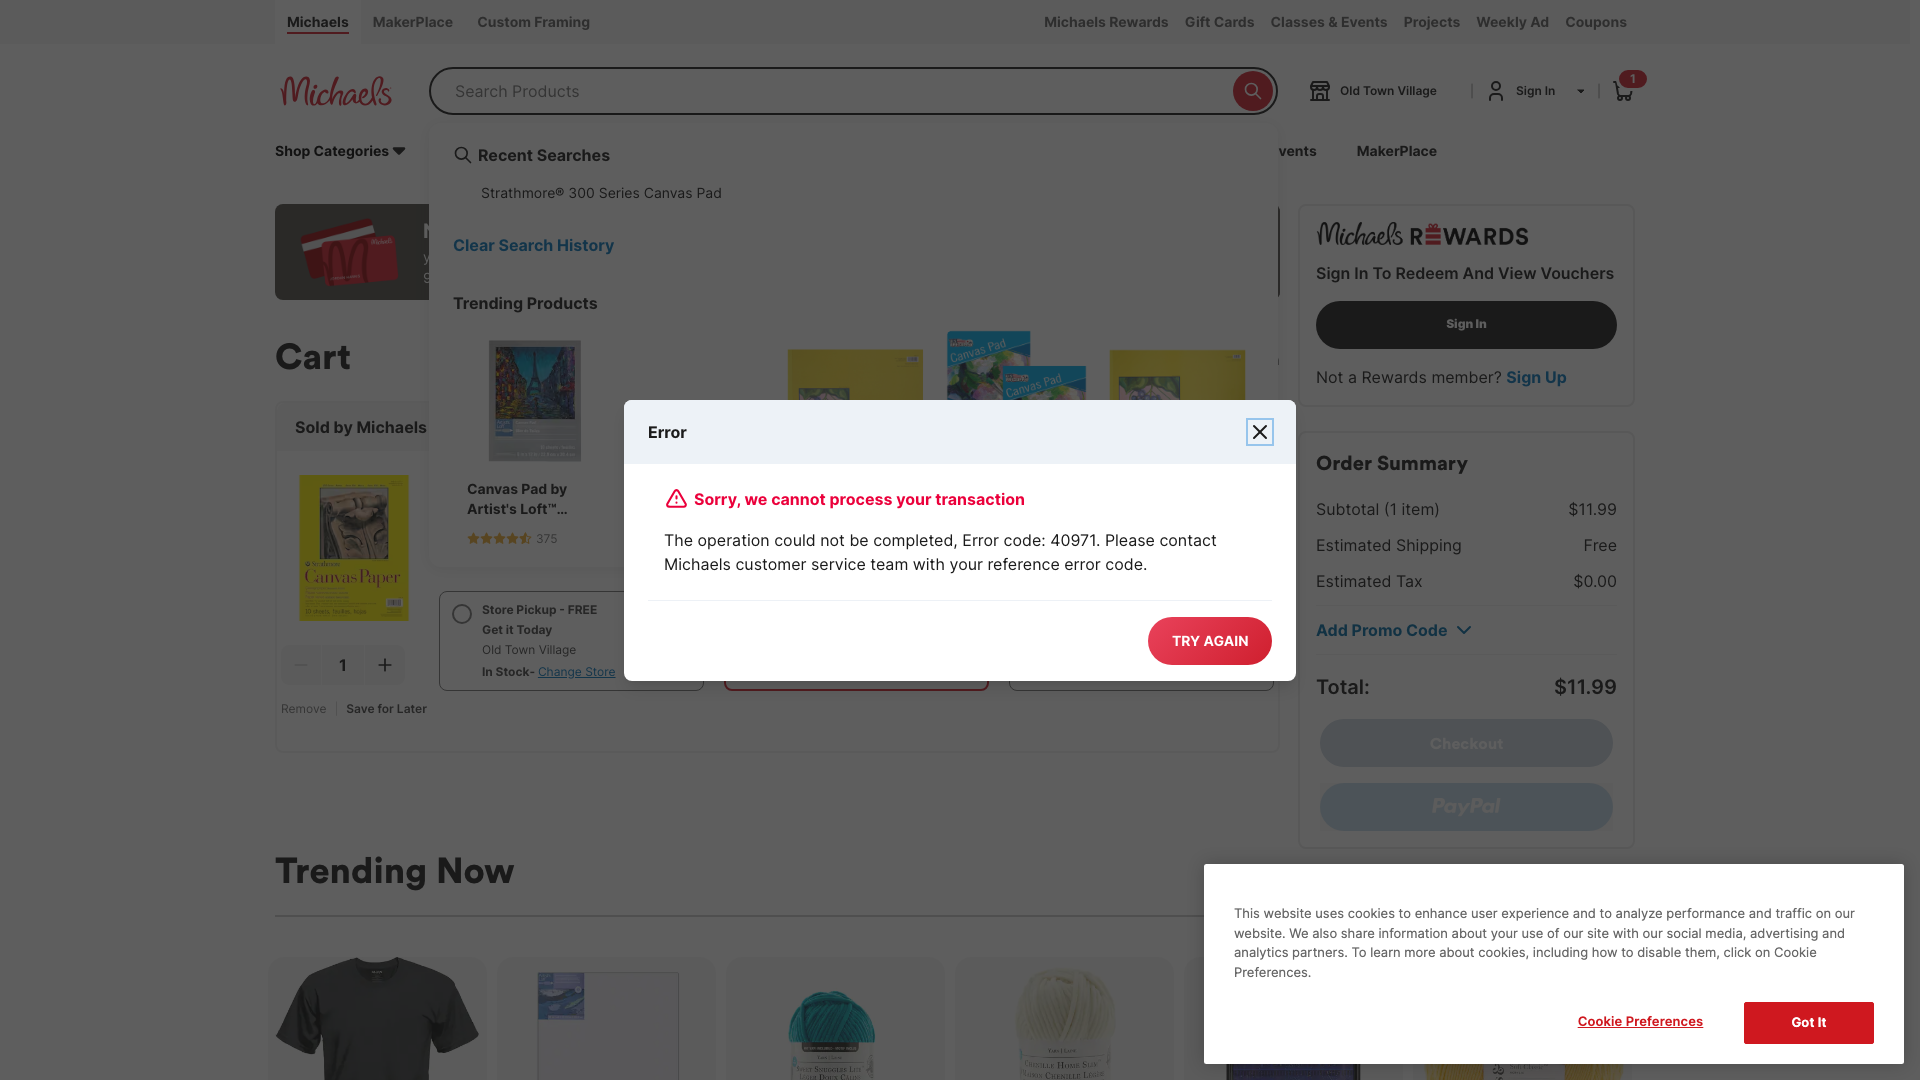 Michaels
MakerPlace
Custom Framing
Michaels Rewards
Gift Cards
Classes & Events
Projects
Weekly Ad
Coupons
Michaels
Search Products
Old Town Village
Sign In
1
Shop Categories
vents
MakerPlace
Recent Searches
Strathmore® 300 Series Canvas Pad
Clear Search History
Trending Products
Michaels REWARDS
Sign In To Redeem And View Vouchers
Sign In
Not a Rewards member? Sign Up
Cart
Sold by Michaels
Canvas Pad
Canvas Pad
Canvas Pad by
Artist's Loft™...
375
Canvas Paper
Error
Sorry, we cannot process your transaction
The operation could not be completed, Error code: 40971. Please contact
Michaels customer service team with your reference error code.
TRY AGAIN
Store Pickup - FREE
Get it Today
Old Town Village
In Stock- Change Store
1
Remove
Save for Later
Order Summary
Subtotal (1 item) $11.99
Estimated Shipping Free
Estimated Tax $0.00
Add Promo Code
Total: $11.99
Checkout
PayPal
Trending Now
This website uses cookies to enhance user experience and to analyze performance and traffic on our
website. We also share information about your use of our site with our social media, advertising and
analytics partners. To learn more about cookies, including how to disable them, click on Cookie
Preferences.
Cookie Preferences
Got It